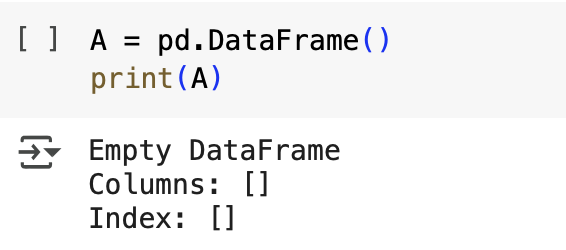 [ ] A = pd.DataFrame()
print(A)
Empty DataFrame
Columns: []
Index: []